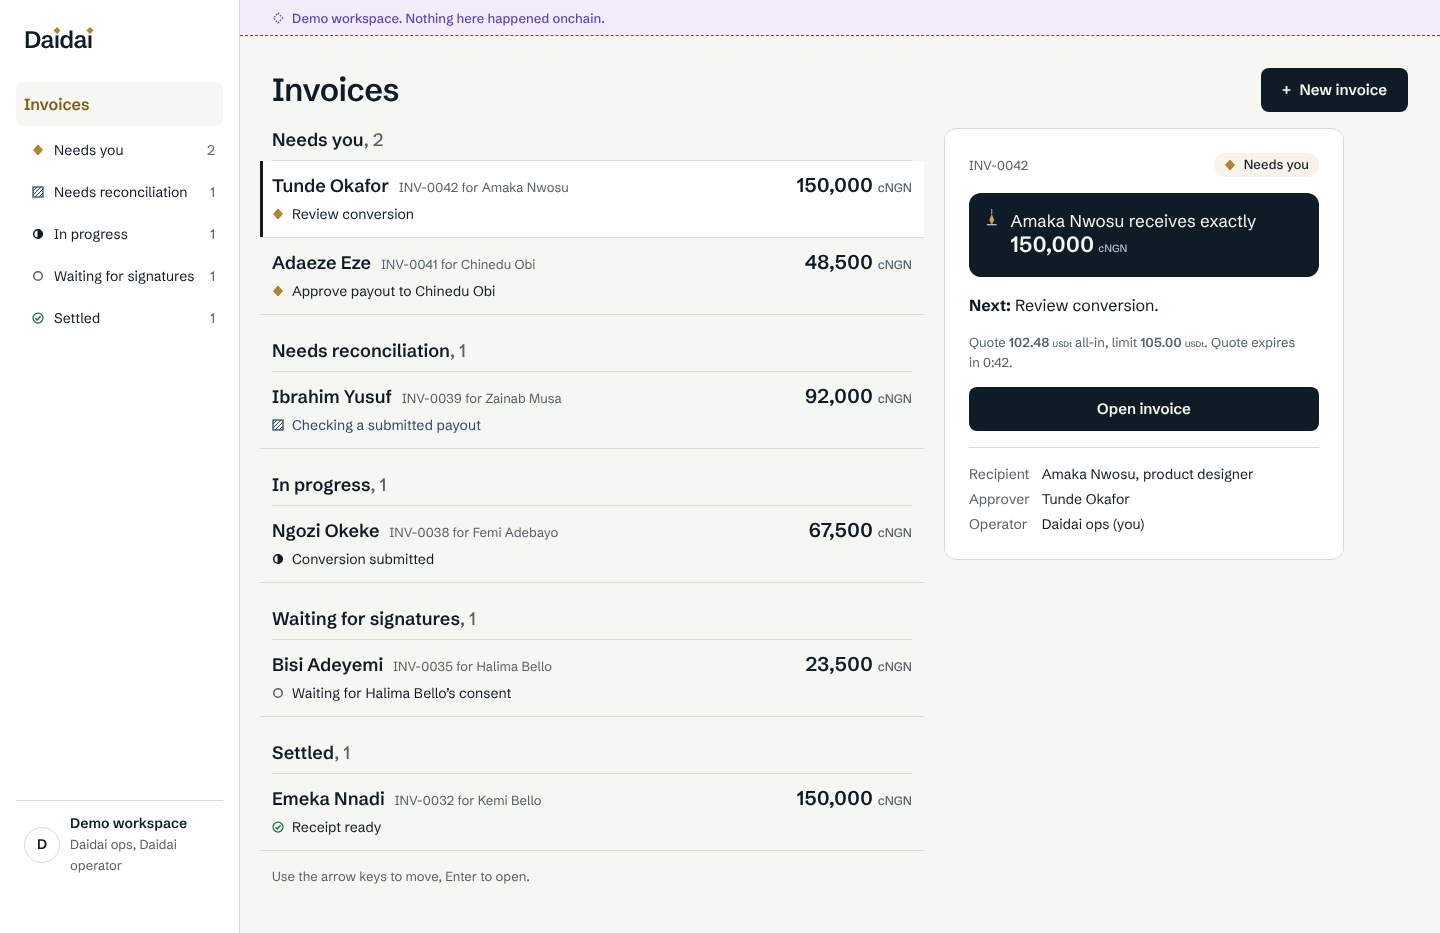 Daidai
Invoices
Needs you 2
Needs reconciliation 1
In progress 1
Waiting for signatures 1
Settled 1
D
Demo workspace
Daidai ops, Daidai
operator
Demo workspace. Nothing here happened onchain.
Invoices
+ New invoice
Needs you, 2
Tunde Okafor INV-0042 for Amaka Nwosu 150,000 cNGN
Review conversion
Adaeze Eze INV-0041 for Chinedu Obi 48,500 cNGN
Approve payout to Chinedu Obi
Needs reconciliation, 1
Ibrahim Yusuf INV-0039 for Zainab Musa 92,000 cNGN
Checking a submitted payout
In progress, 1
Ngozi Okeke INV-0038 for Femi Adebayo 67,500 cNGN
Conversion submitted
Waiting for signatures, 1
Bisi Adeyemi INV-0035 for Halima Bello 23,500 cNGN
Waiting for Halima Bello’s consent
Settled, 1
Emeka Nnadi INV-0032 for Kemi Bello 150,000 cNGN
Receipt ready
Use the arrow keys to move, Enter to open.
INV-0042 Needs you
Amaka Nwosu receives exactly
150,000 cNGN
Next: Review conversion.
Quote 102.48 USDt all-in, limit 105.00 USDt. Quote expires
in 0:42.
Open invoice
Recipient Amaka Nwosu, product designer
Approver Tunde Okafor
Operator Daidai ops (you)